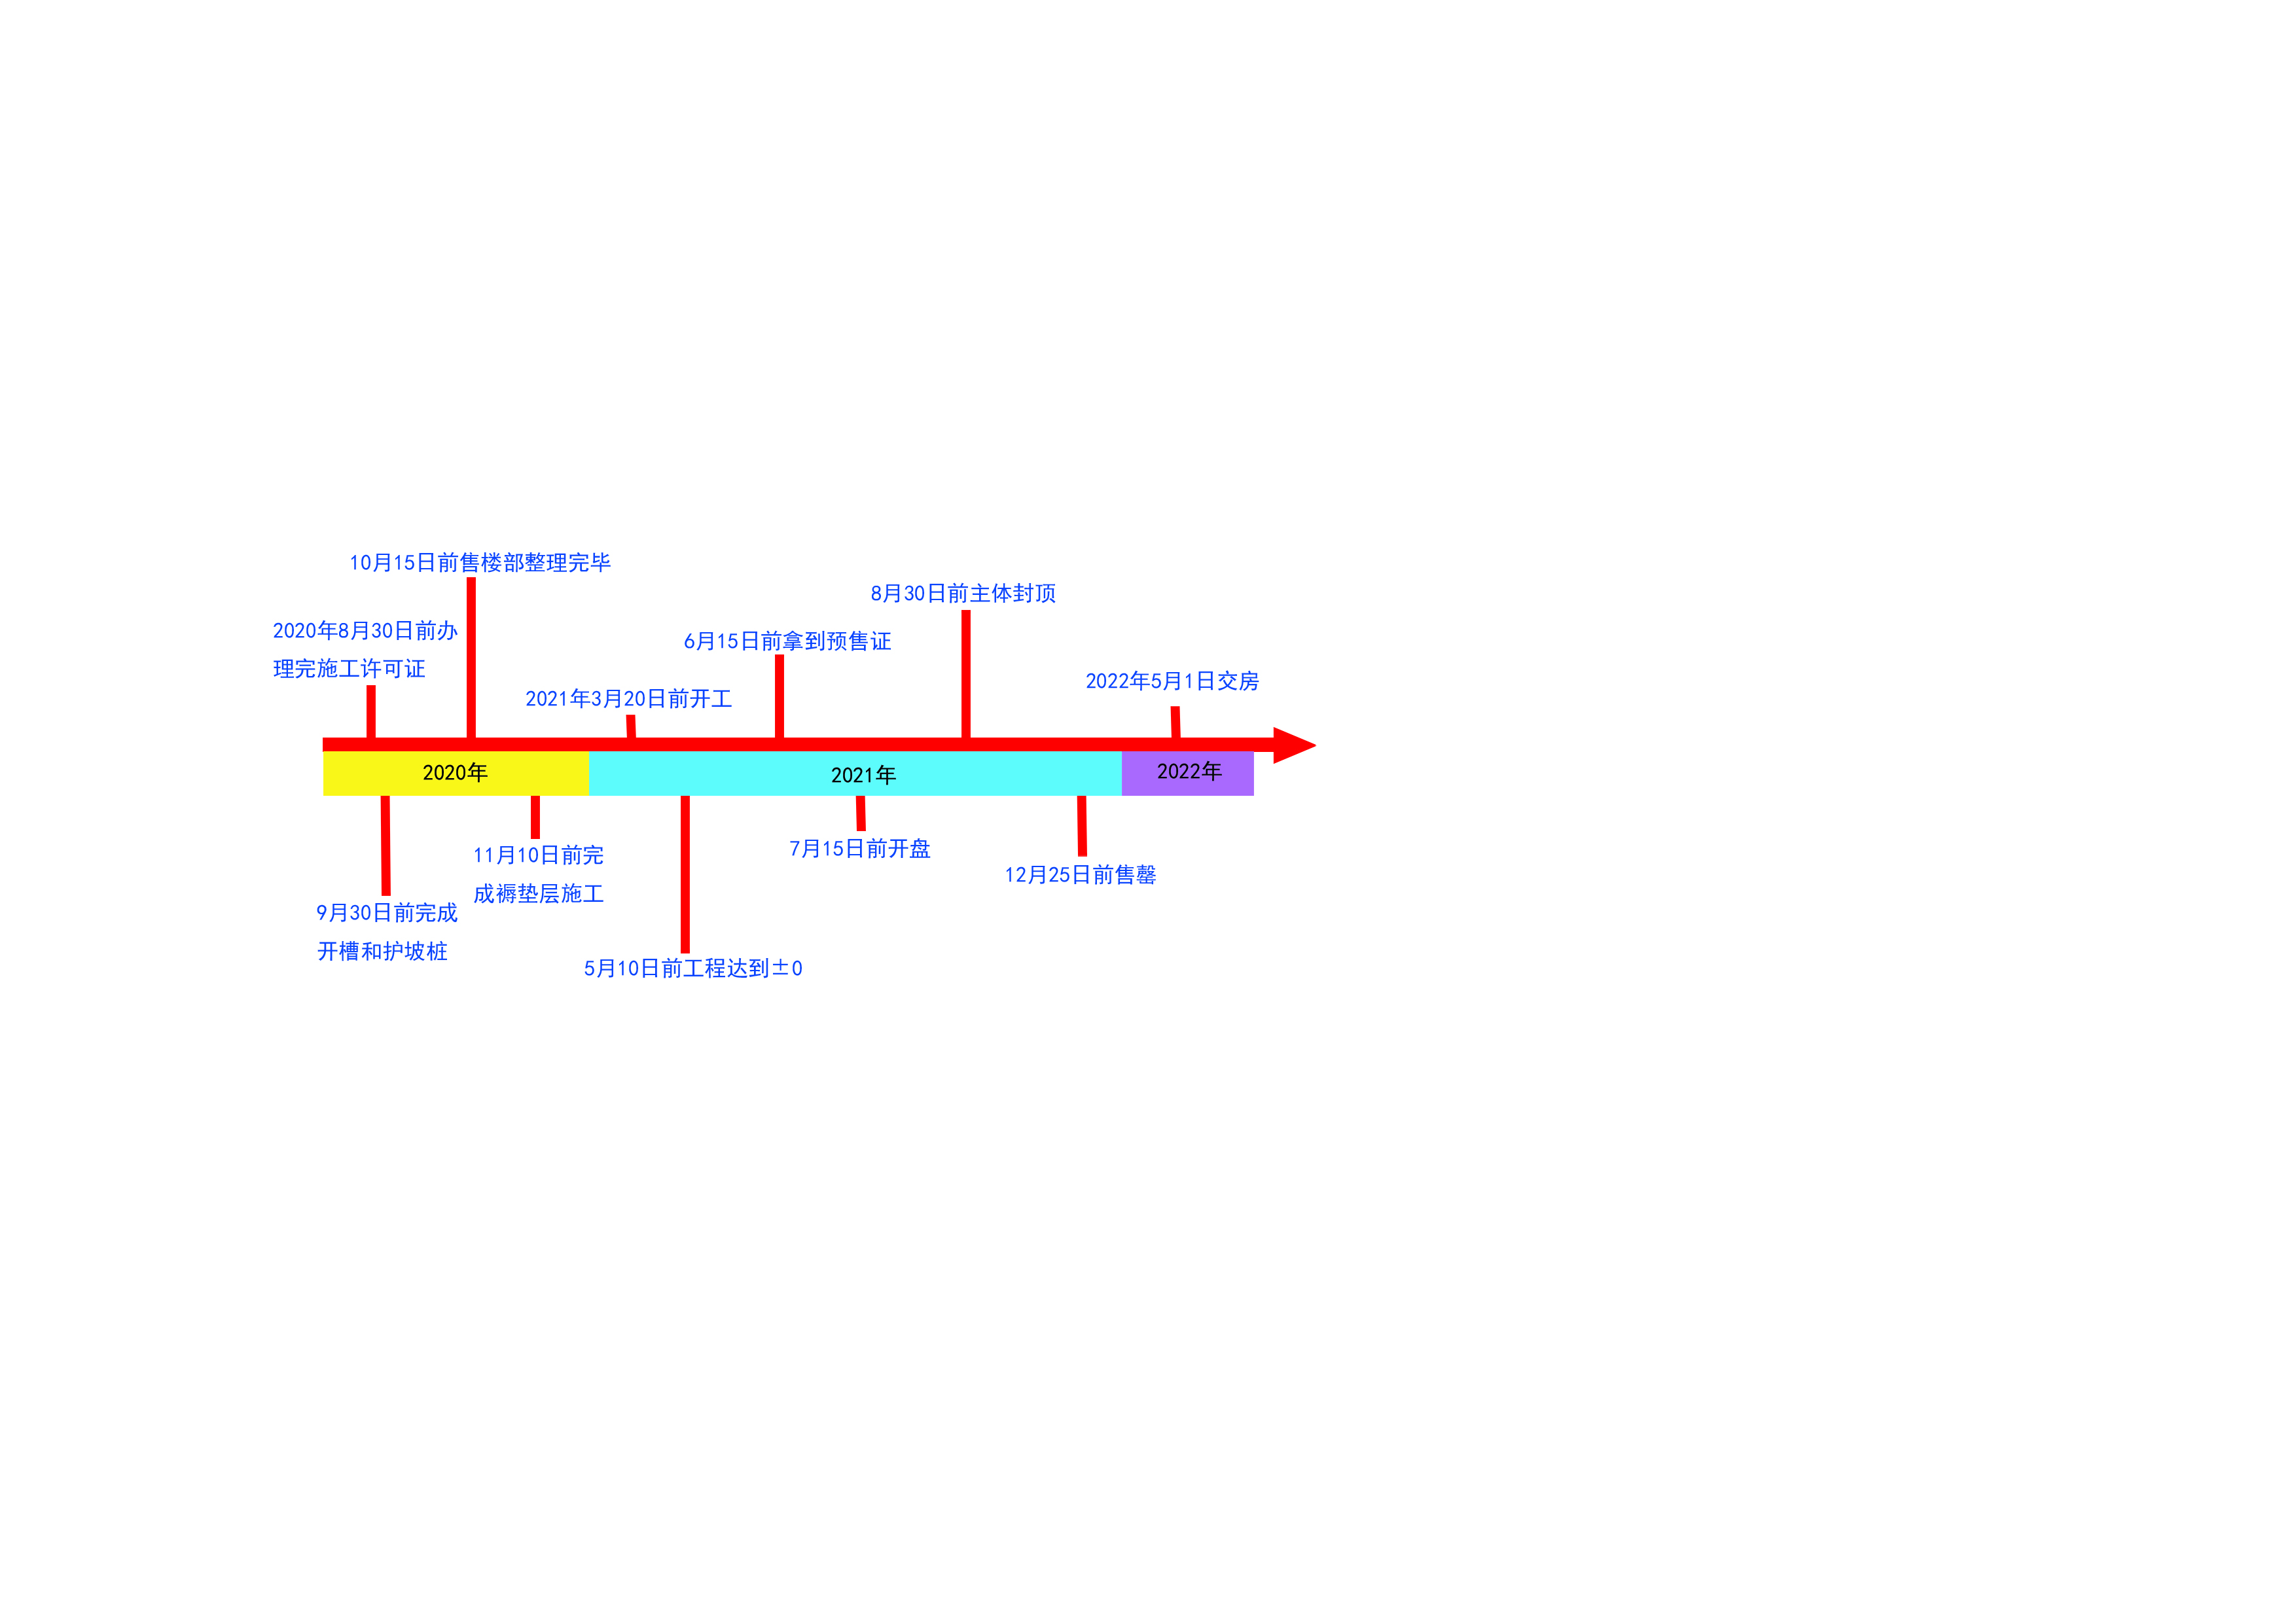 10月15日前售楼部整理完毕
8月30日前主体封顶
2020年8月30日前办
理完施工许可证
6月15日前拿到预售证
2022年5月1日交房
2021年3月20日前开工
2020年
2021年
2022年
7月15日前开盘
11月10日前完
成褥垫层施工
12月25日前售罄
9月30日前完成
开槽和护坡桩
5月10日前工程达到±0